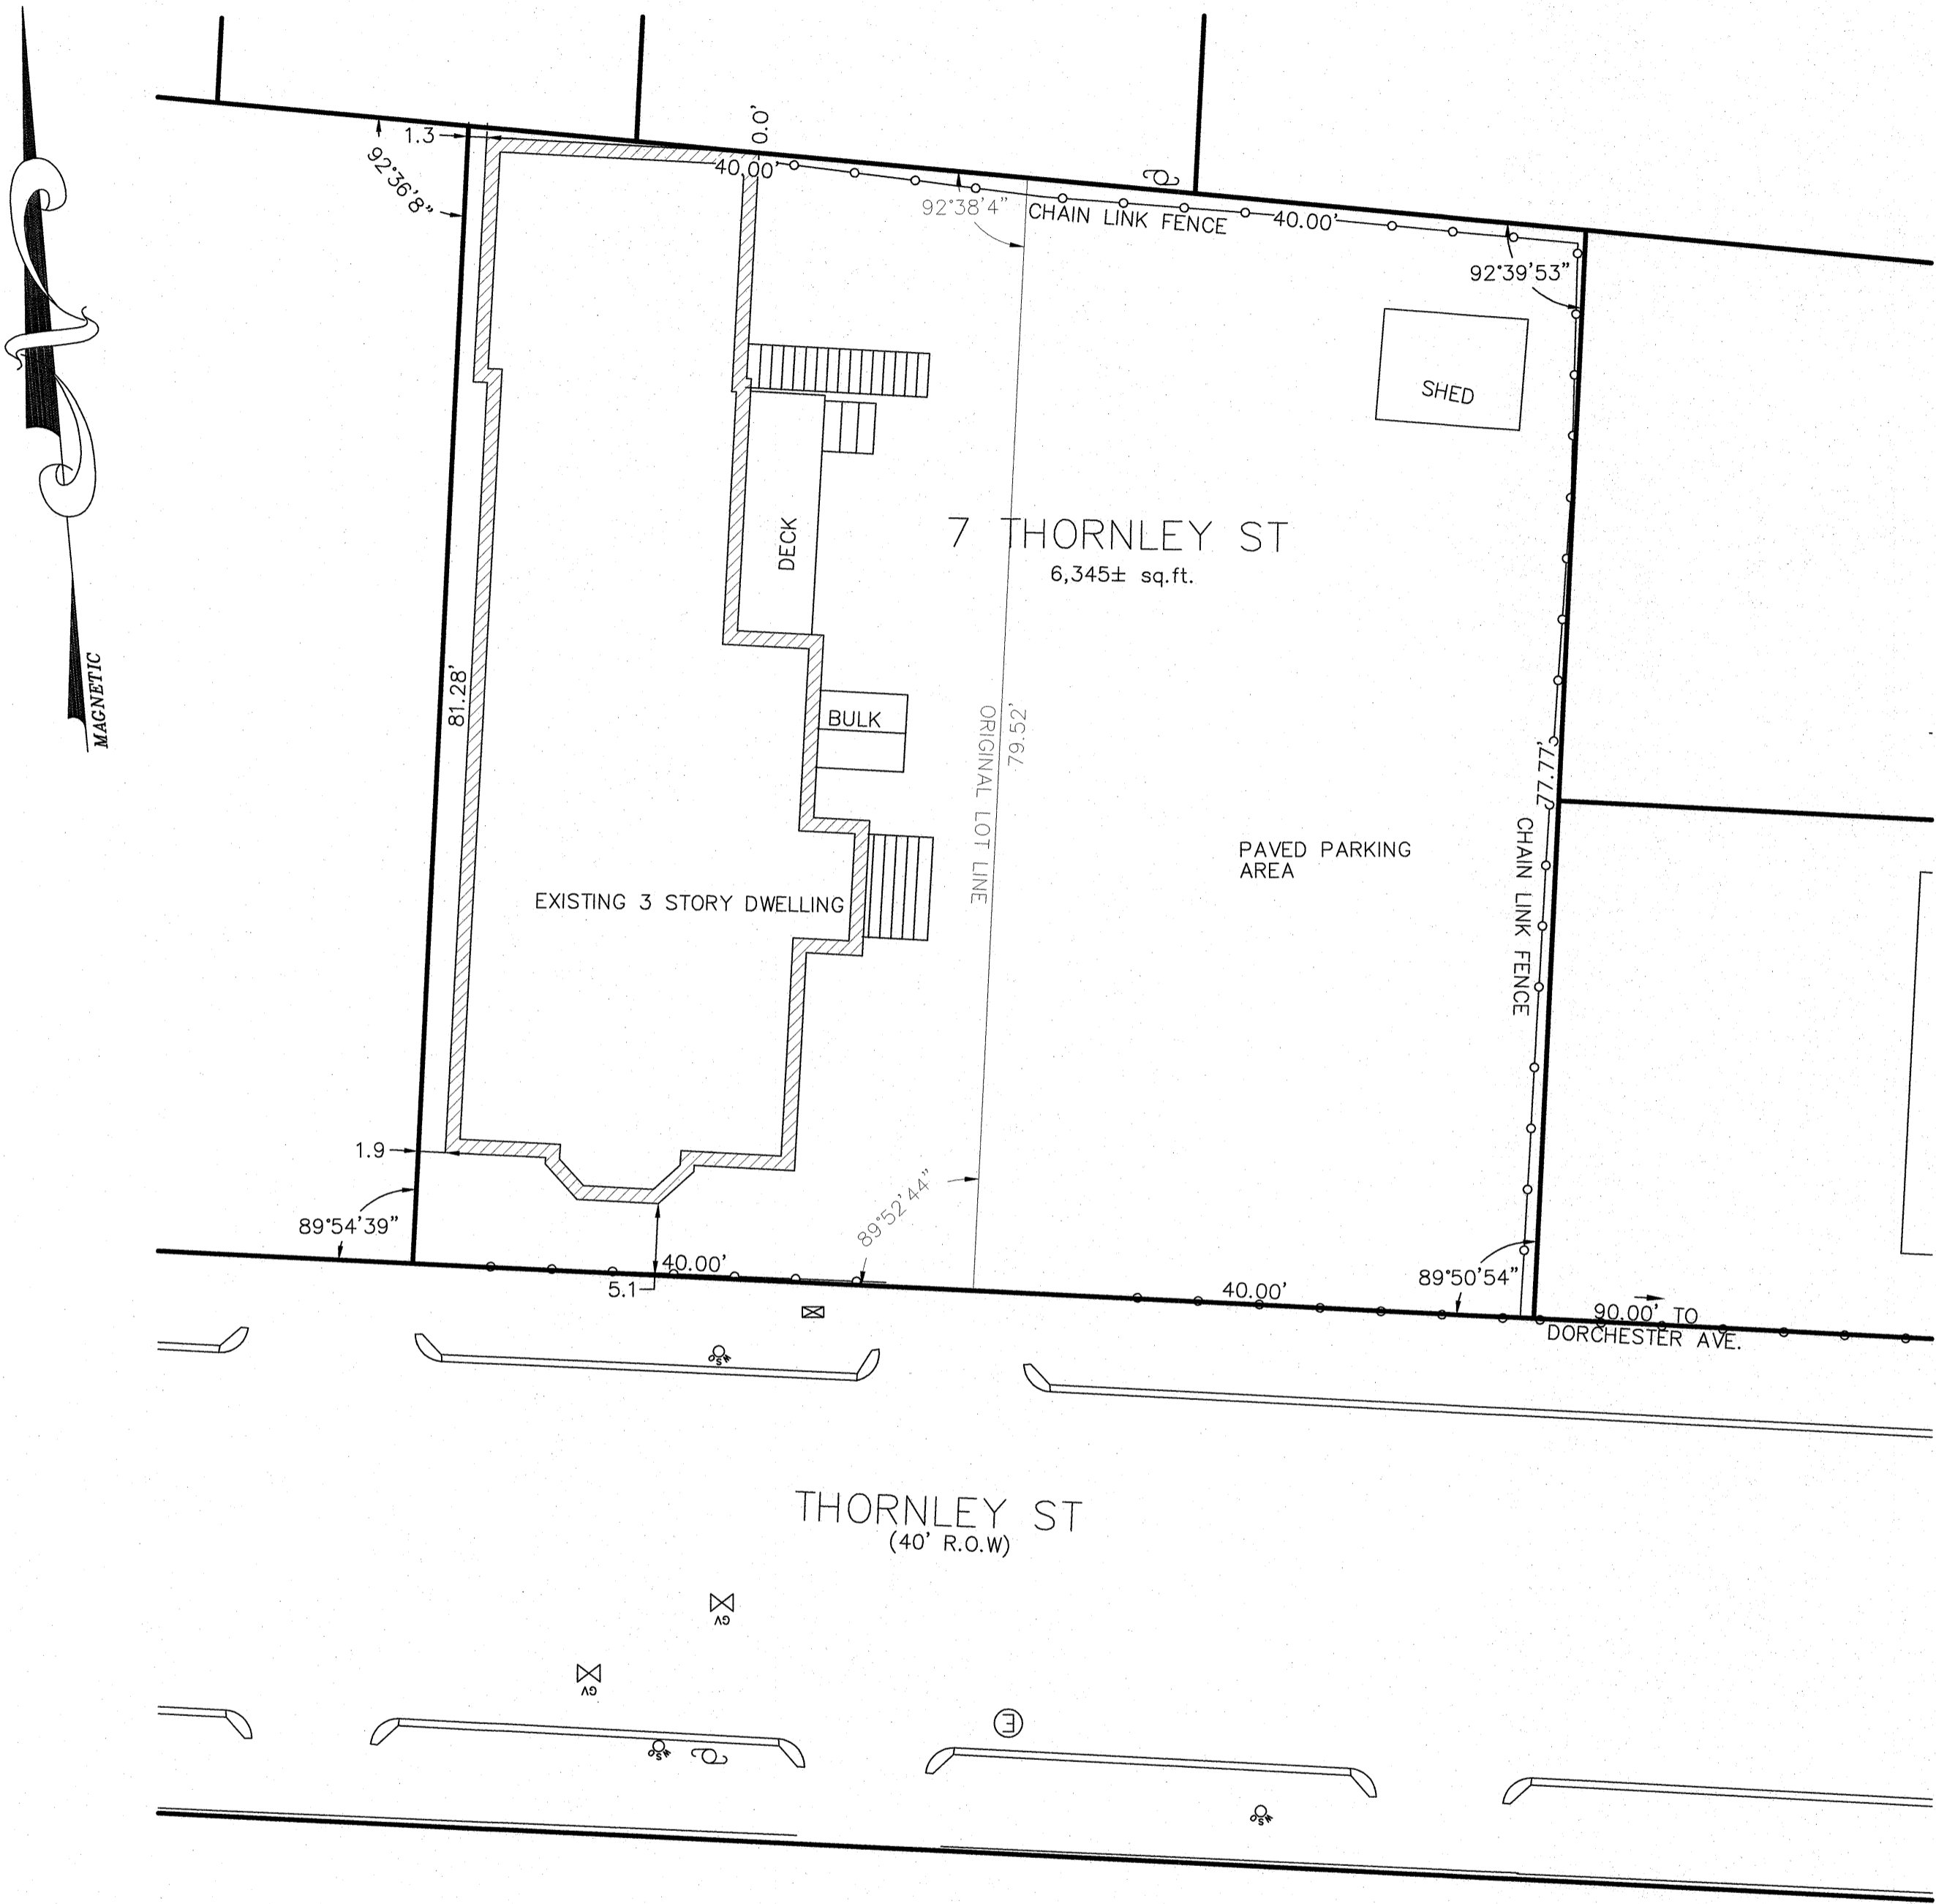 MAGNETIC
1.3
92°36'8"
0.0'
40.00'
92°38'4"
CHAIN LINK FENCE
40.00'
92°39'53"
SHED
7 THORNLEY ST
6,345± sq.ft.
DECK
81.28'
BULK
ORIGINAL LOT LINE
79.52'
77.77'
CHAIN LINK FENCE
PAVED PARKING
AREA
EXISTING 3 STORY DWELLING
1.9
89°54'39"
89°52'44"
5.1
40.00'
40.00'
89°50'54"
90.00' TO
DORCHESTER AVE.
WSO
THORNLEY ST
(40' R.O.W)
GV
GV
E
WSO
WSO